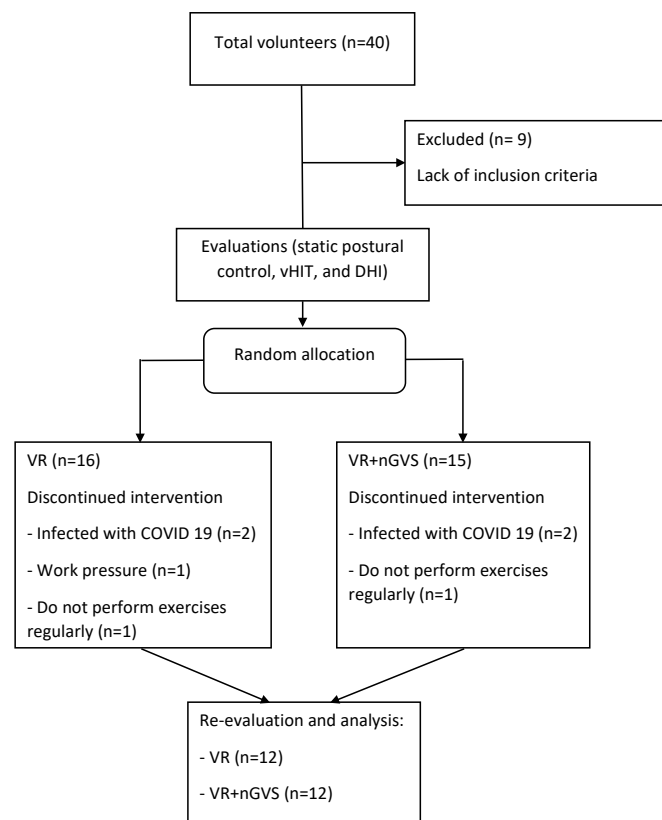 Total volunteers (n=40)
Excluded (n= 9)
Lack of inclusion criteria
Evaluations (static postural
control, vHIT, and DHI)
Random allocation
VR (n=16)
Discontinued intervention
- Infected with COVID 19 (n=2)
- Work pressure (n=1)
- Do not perform exercises
regularly (n=1)
VR+nGVS (n=15)
Discontinued intervention
- Infected with COVID 19 (n=2)
- Do not perform exercises
regularly (n=1)
Re-evaluation and analysis:
- VR (n=12)
- VR+nGVS (n=12)